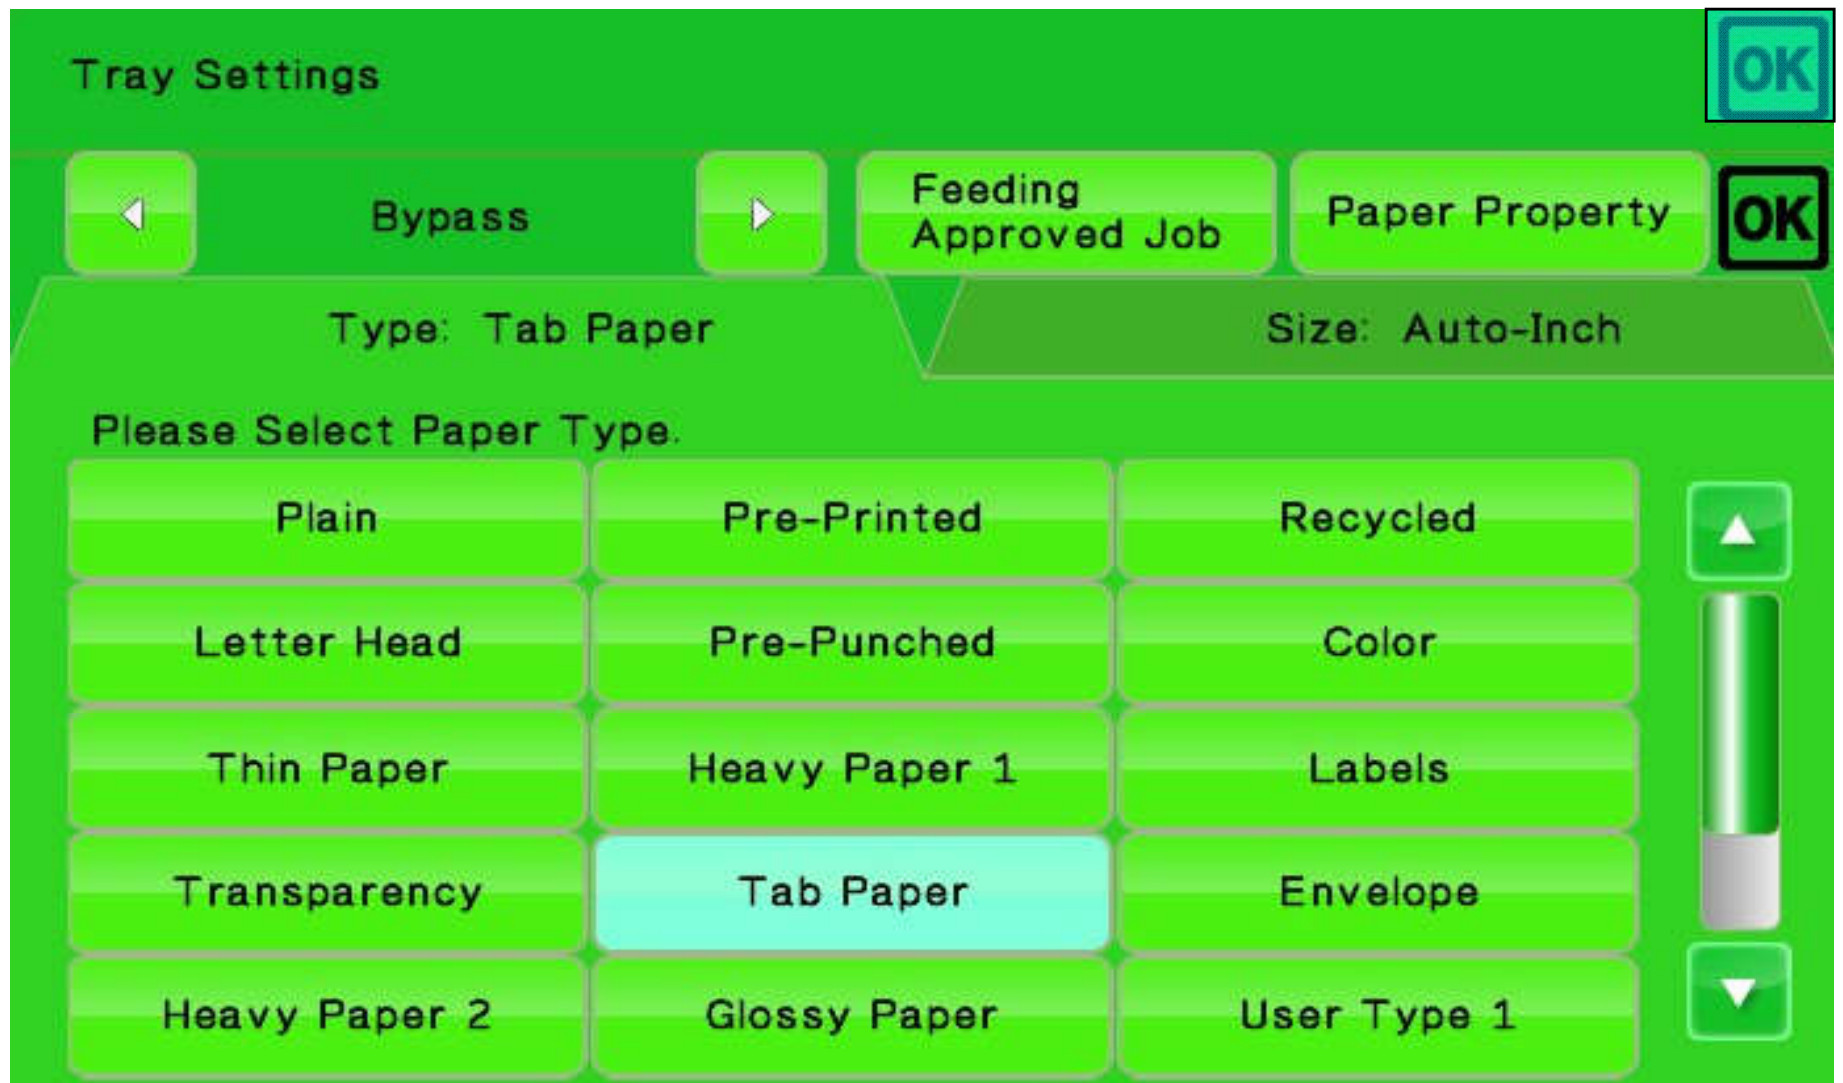 Tray Settings
OK
Bypass
Feeding
Approved Job
Paper Property
OK
Type: Tab Paper
Size: Auto-Inch
Please Select Paper Type.
Plain
Pre-Printed
Recycled
Letter Head
Pre-Punched
Color
Thin Paper
Heavy Paper 1
Labels
Transparency
Tab Paper
Envelope
Heavy Paper 2
Glossy Paper
User Type 1